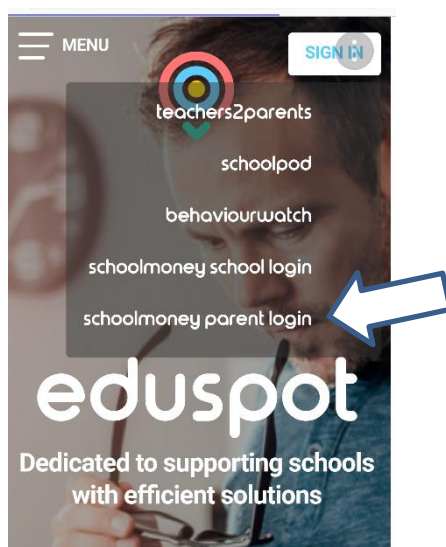 MENU
SIGN IN
teachers2parents
schoolpod
behaviourwatch
schoolmoney school login
schoolmoney parent login
eduspot
Dedicated to supporting schools
with efficient solutions